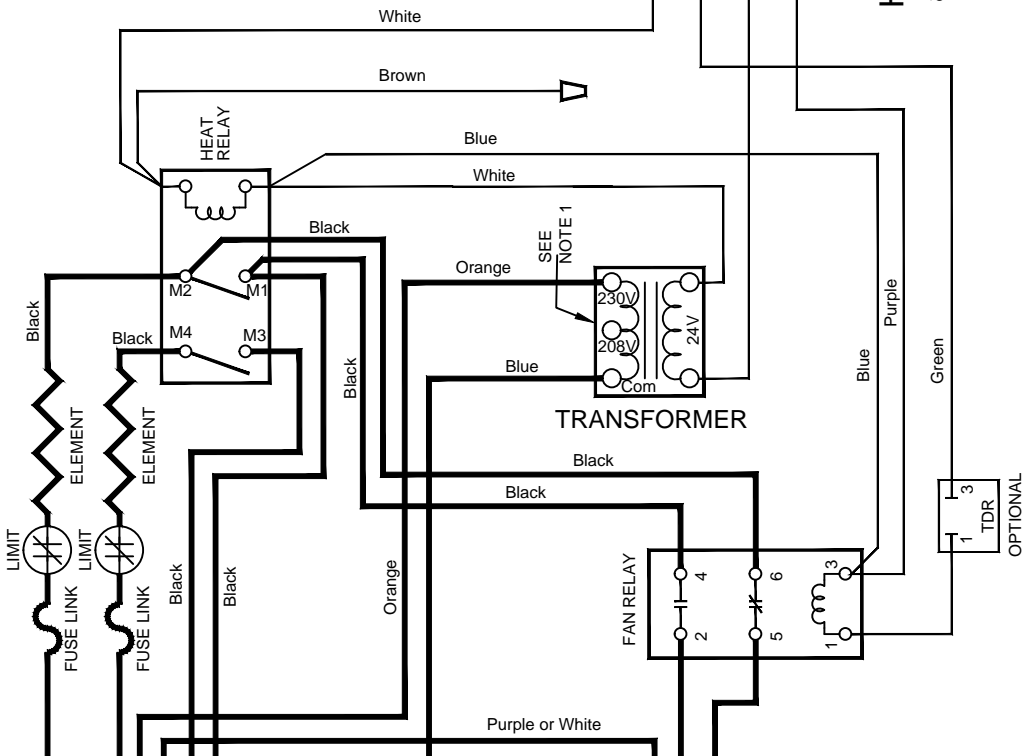 White
Brown
HEAT
RELAY
Blue
White
Black
SEE
NOTE 1
Orange
230V
208V
Com
24V
M2
M1
M4
M3
Black
Black
Black
Blue
Purple
Blue
Green
TRANSFORMER
ELEMENT
ELEMENT
Black
Black
3
TDR
1
OPTIONAL
LIMIT
LIMIT
FUSE LINK
FUSE LINK
Black
Black
Orange
FAN RELAY
4
6
3
2
5
1
Purple or White